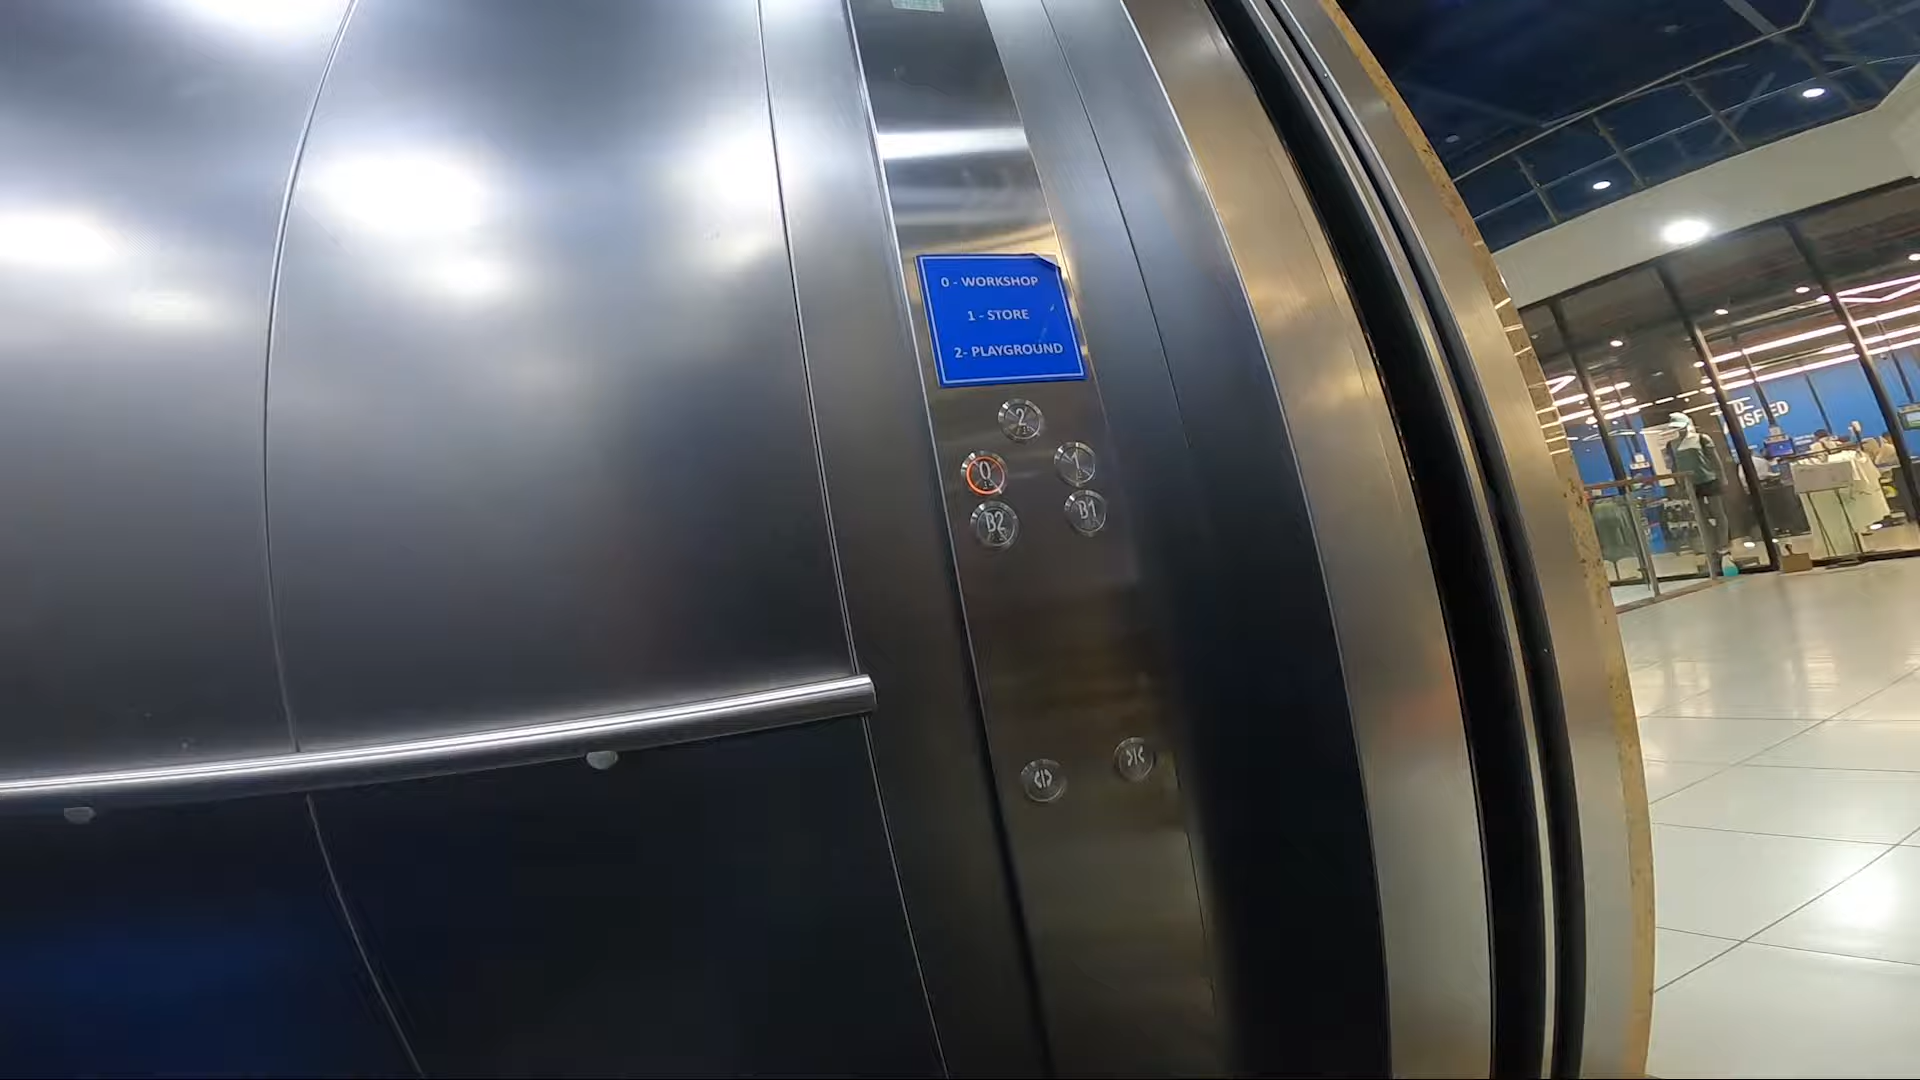 0 - WORKSHOP
1 - STORE
2- PLAYGROUND
2
0 1
B2 B1